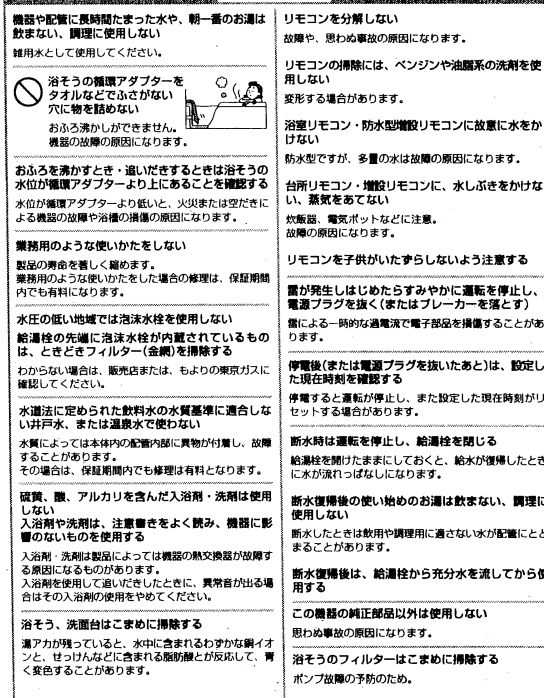 機器や配管に長時間たまった水や、朝一番のお湯は
飲まない、調理に使用しない
雑用水として使用してください。
浴そうの循環アダプターを
タオルなどでふさがない
穴に物を詰めない
おふろ沸かしができません。
機器の故障の原因になります。
おふろを沸かすとき・追いだきするときは浴そうの
水位が循環アダプターより上にあることを確認する
水位が循環アダプターより低いと、火災または空だきに
よる機器の故障や浴槽の損傷の原因になります。
業務用のような使いかたをしない
製品の寿命を著しく縮めます。
業務用のような使いかたをした場合の修理は、保証期間
内でも有料になります。
水圧の低い地域では泡沫水栓を使用しない
給湯栓の先端に泡沫水栓が内蔵されているもの
は、ときどきフィルター(金網)を掃除する
わからない場合は、販売店または、もよりの東京ガスに
確認してください。
水道法に定められた飲料水の水質基準に適合しな
い井戸水、または温泉水で使わない
水質によっては本体内の配管内部に異物が付着し、故障
することがあります。
その場合は、保証期間内でも修理は有料となります。
硫黄、酸、アルカリを含んだ入浴剤・洗剤は使用
しない
入浴剤や洗剤は、注意書きをよく読み、機器に影
響のないものを使用する
入浴剤・洗剤は製品によっては機器の熱交換器が故障す
る原因になるものがあります。
入浴剤を使用して追いだきしたときに、異常音が出る場
合はその入浴剤の使用をやめてください。
浴そう、洗面台はこまめに掃除する
湯アカが残っていると、水中に含まれるわずかな銅イオ
ンと、せっけんなどに含まれる脂肪酸とが反応して、青
く変色することがあります。
リモコンを分解しない
故障や、思わぬ事故の原因になります。
リモコンの掃除には、ベンジンや油脂系の洗剤を使
用しない
変形する場合があります。
浴室リモコン・防水型増設リモコンに故意に水をか
けない
防水型ですが、多量の水は故障の原因になります。
台所リモコン・増設リモコンに、水しぶきをかけな
い、蒸気をあてない
炊飯器、電気ポットなどに注意。
故障の原因になります。
リモコンを子供がいたずらしないよう注意する
雷が発生しはじめたらすみやかに運転を停止し、
電源プラグを抜く(またはブレーカーを落とす)
雷による一時的な過電流で電子部品を損傷することがあ
ります。
停電後(または電源プラグを抜いたあと)は、設定し
た現在時刻を確認する
停電すると運転が停止し、また設定した現在時刻がリ
セットする場合があります。
断水時は運転を停止し、給湯栓を閉じる
給湯栓を開けたままにしておくと、給水が復帰したとき
に水が流れっぱなしになります。
断水復帰後の使い始めのお湯は飲まない、調理に
使用しない
断水したときは飲用や調理用に適さない水が配管にとど
まることがあります。
断水復帰後は、給湯栓から充分水を流してから使
用する
この機器の純正部品以外は使用しない
思わぬ事故の原因になります。
浴そうのフィルターはこまめに掃除する
ポンプ故障の予防のため。